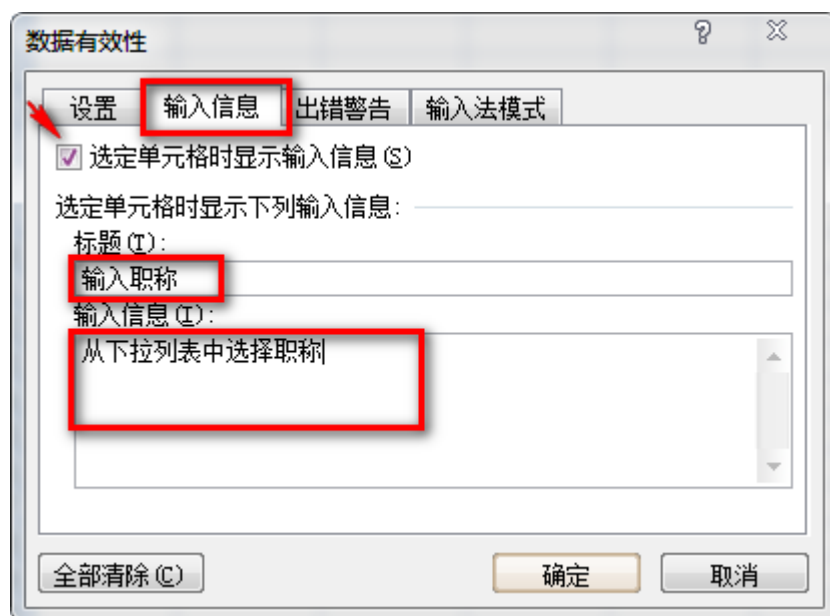 数据有效性
设置 输入信息 出错警告 输入法模式
选定单元格时显示输入信息(S)
选定单元格时显示下列输入信息:
标题(T):
输入职称
输入信息(I):
从下拉列表中选择职称
全部清除(C) 确定 取消